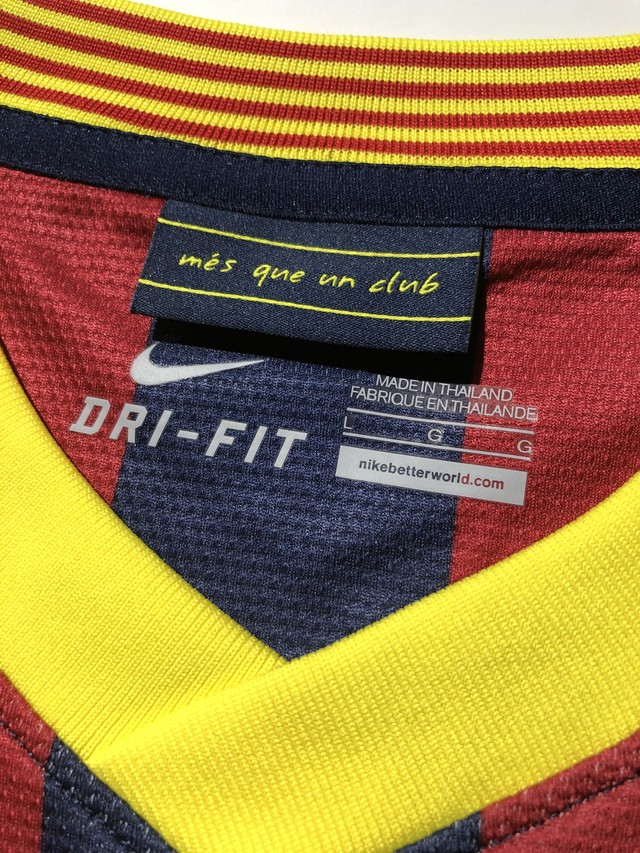 més que un club
DRI-FIT
MADE IN THAILAND
FABRIQUE EN THAILANDE
L G G
nikebetterworld.com